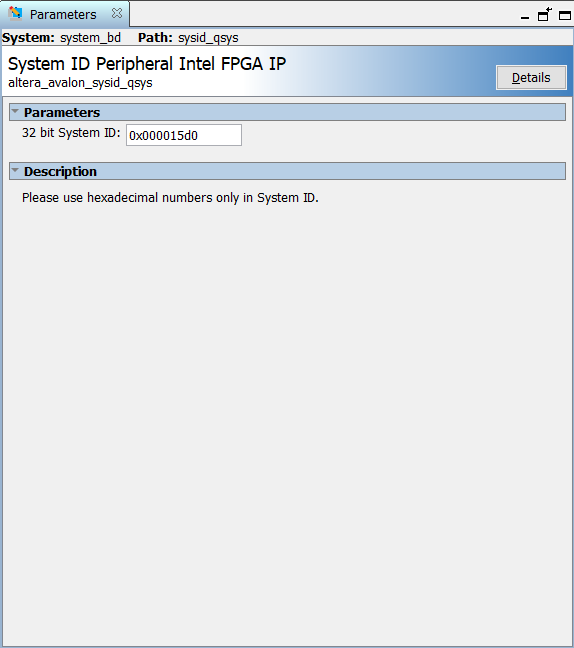 Parameters
System: system_bd Path: sysid_qsys
System ID Peripheral Intel FPGA IP
altera_avalon_sysid_qsys
Details
Parameters
32 bit System ID: 0x000015d0
Description
Please use hexadecimal numbers only in System ID.